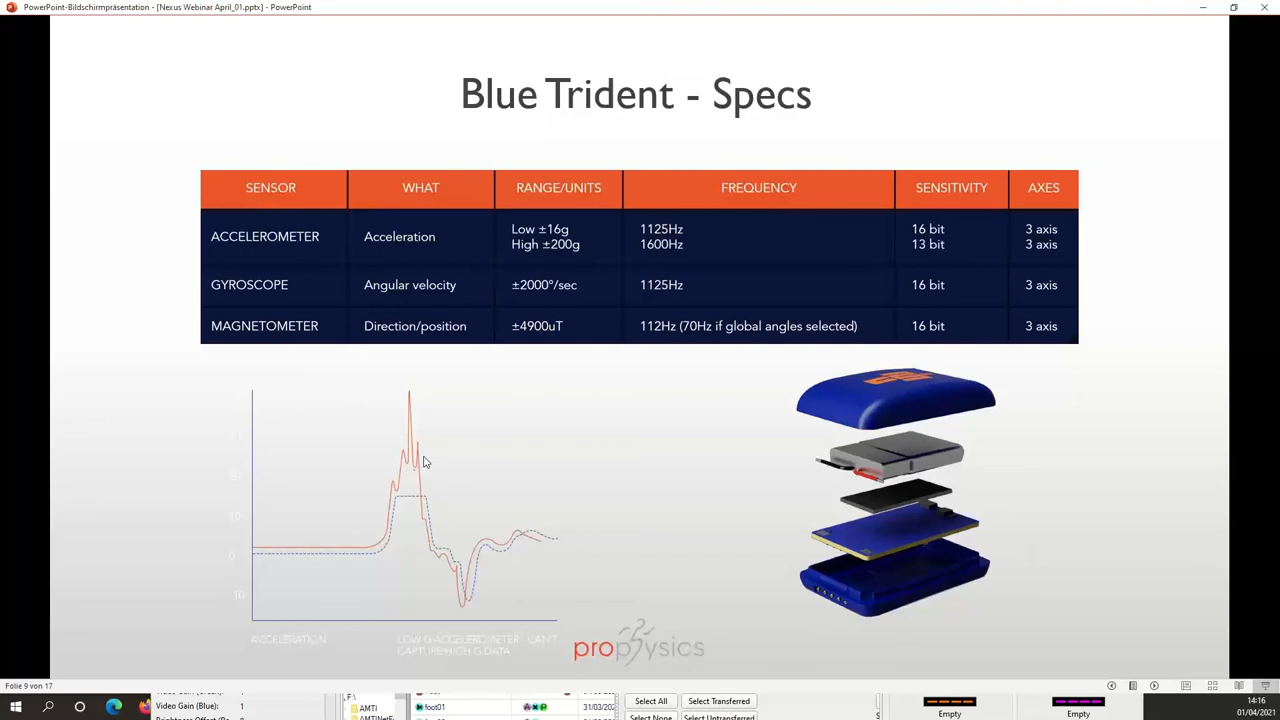 PowerPoint-Bildschirmpräsentation - [Nexus Webinar April_01.pptx] - PowerPoint
Blue Trident - Specs
SENSOR WHAT RANGE/UNITS FREQUENCY SENSITIVITY AXES
ACCELEROMETER Acceleration Low ±16g 1125Hz 16 bit 3 axis
High ±200g 1600Hz 13 bit 3 axis
GYROSCOPE Angular velocity ±2000°/sec 1125Hz 16 bit 3 axis
MAGNETOMETER Direction/position ±4900uT 112Hz (70Hz if global angles selected) 16 bit 3 axis
0
ACCELERATION LOW G ACCELEROMETER CAN'T
CAPTURE HIGH G DATA
prophysics
Folie 9 von 17
Video Gain (Blue): 1
F:\
AMTI
foot01
31/03/202
Select All Select Transferred
Select None Select Untransferred
Empty Empty
14:16
01/04/2021